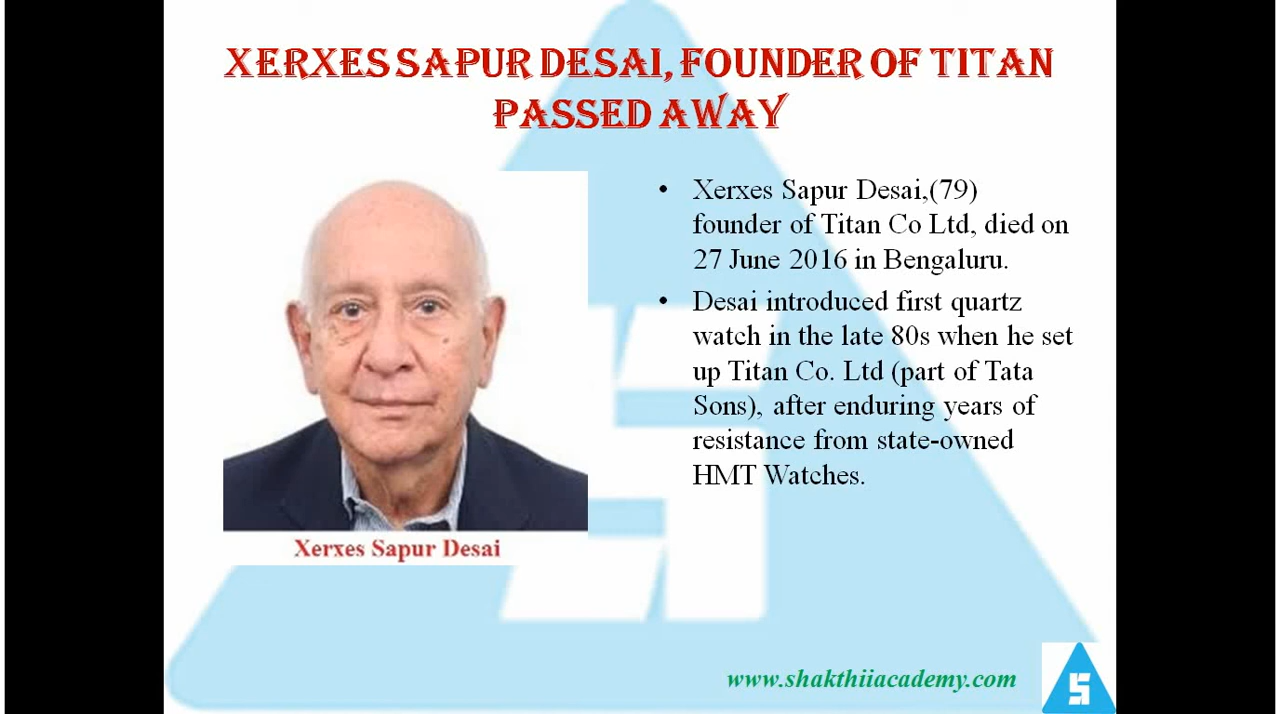 XERXES SAPUR DESAI, FOUNDER OF TITAN
PASSED AWAY
• Xerxes Sapur Desai,(79)
founder of Titan Co Ltd, died on
27 June 2016 in Bengaluru.
• Desai introduced first quartz
watch in the late 80s when he set
up Titan Co. Ltd (part of Tata
Sons), after enduring years of
resistance from state-owned
HMT Watches.
Xerxes Sapur Desai
www.shakthiiacademy.com